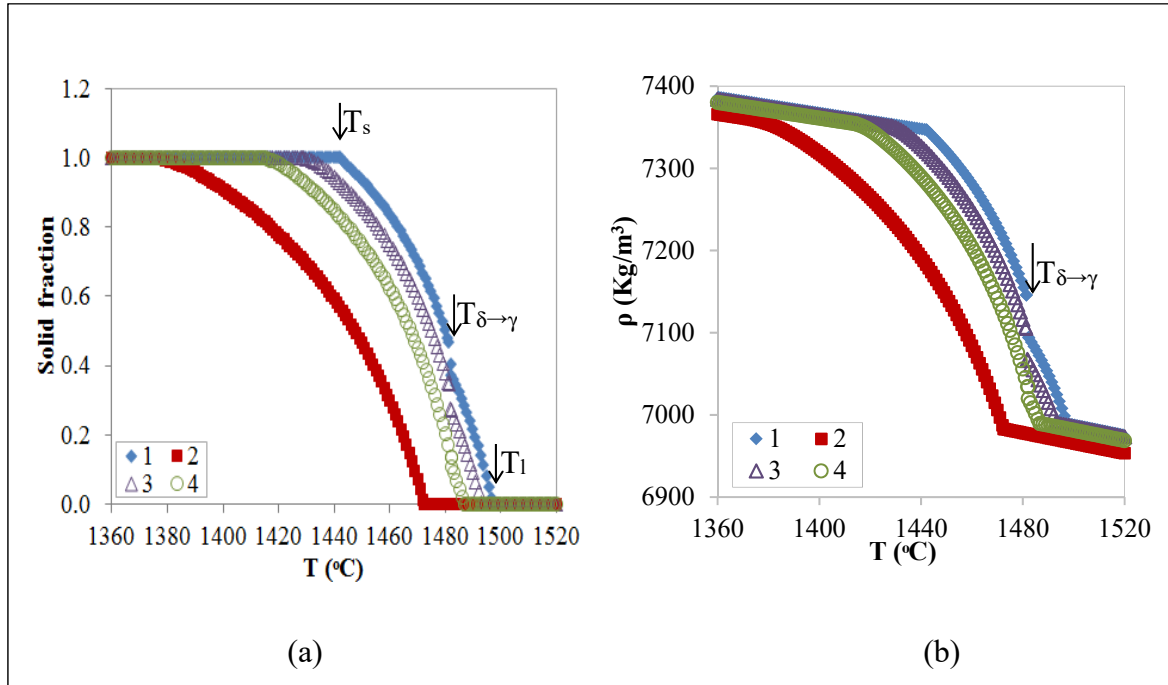 1.2
1.0
0.8
0.6
0.4
0.2
0.0
Solid fraction
↓Ts
↓Tδ→γ
↓Tl
1 2
3 4
1360 1380 1400 1420 1440 1460 1480 1500 1520
T (°C)
(a)
7400
7300
7200
7100
7000
6900
ρ (Kg/m³)
↓Tδ→γ
1 2
3 4
1360 1400 1440 1480 1520
T (°C)
(b)